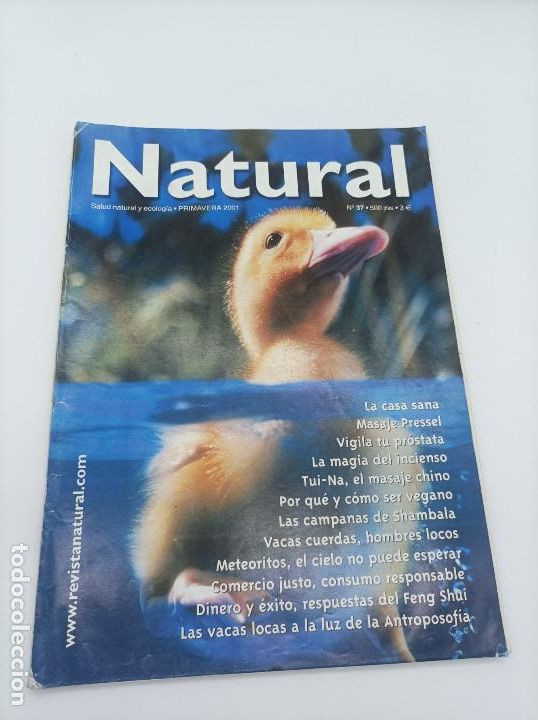 Natural
Salud natural y ecología • PRIMAVERA 2001
Nº 37 • 500 ptas. • 3 €
La casa sana
Masaje Pressel
Vigila tu próstata
La magia del incienso
Tui-Na, el masaje chino
Por qué y cómo ser vegano
Las campanas de Shambala
Vacas cuerdas, hombres locos
Meteoritos, el cielo no puede esperar
Comercio justo, consumo responsable
Dinero y éxito, respuestas del Feng Shui
Las vacas locas a la luz de la Antroposofía
www.revistanatural.com
todocoleccion